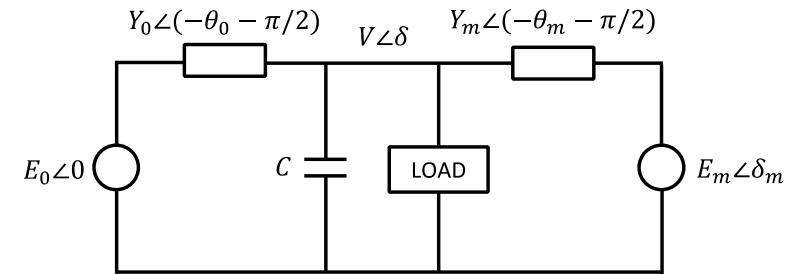 Y₀∠(−θ₀ − π/2)
V∠δ
Yₘ∠(−θₘ − π/2)
E₀∠0
C
LOAD
Eₘ∠δₘ